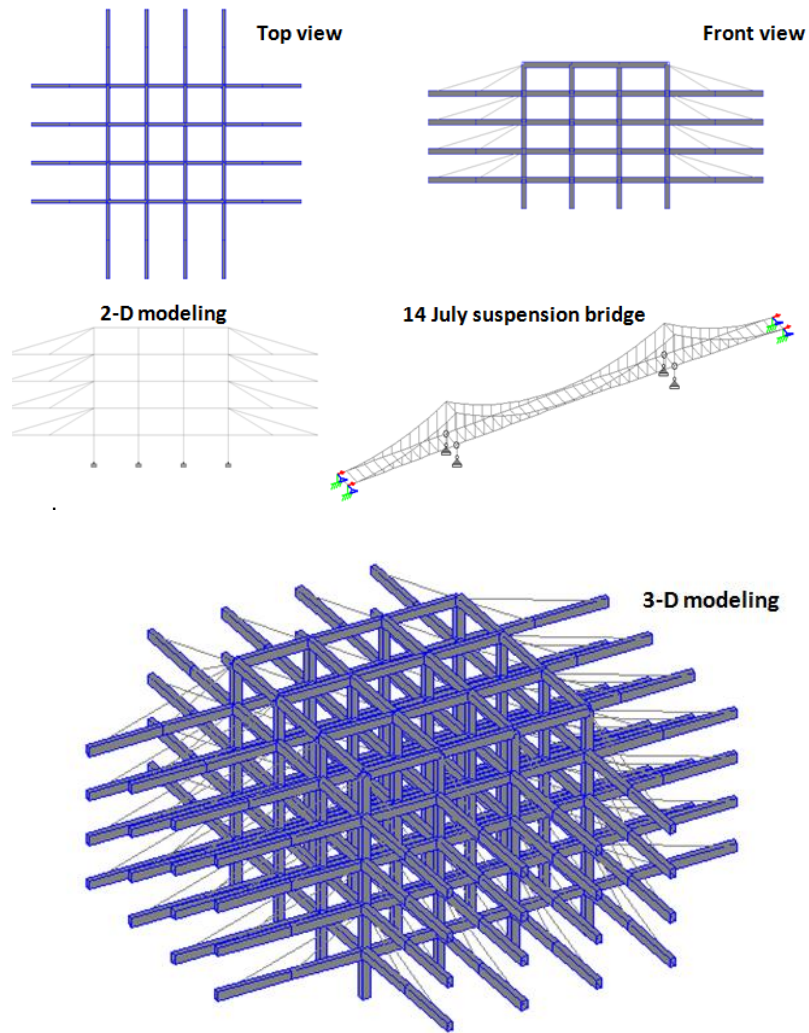 Top view
Front view
2-D modeling
14 July suspension bridge
.
3-D modeling